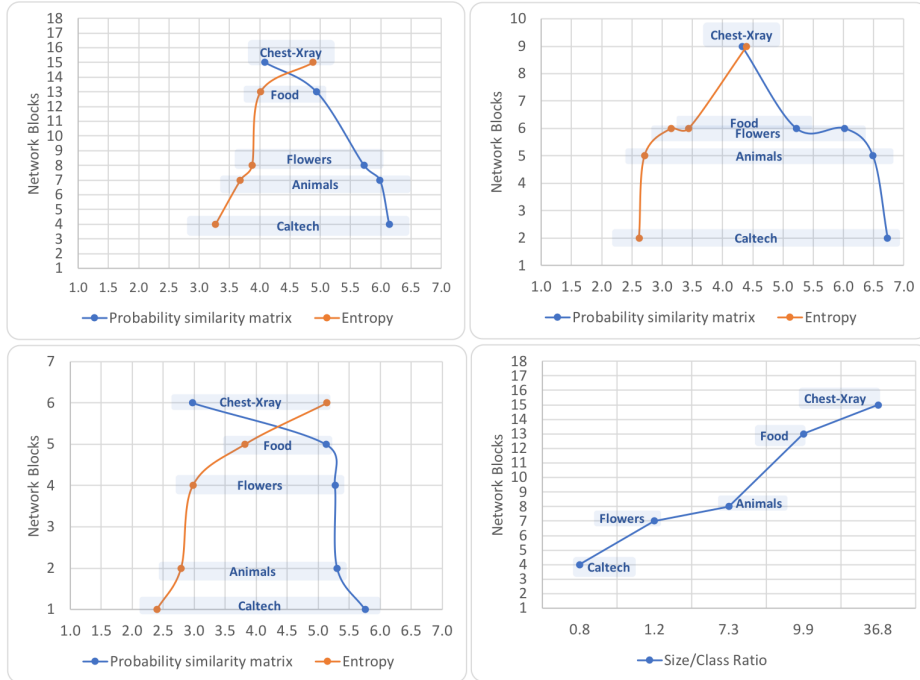 18
17
16
15
14
13
12
11
10
9
8
7
6
5
4
3
2
1
Network Blocks
Chest-Xray
Food
Flowers
Animals
Caltech
1.0 1.5 2.0 2.5 3.0 3.5 4.0 4.5 5.0 5.5 6.0 6.5 7.0
Probability similarity matrix Entropy
10
9
8
7
6
5
4
3
2
1
Network Blocks
Chest-Xray
Food
Flowers
Animals
Caltech
1.0 1.5 2.0 2.5 3.0 3.5 4.0 4.5 5.0 5.5 6.0 6.5 7.0
Probability similarity matrix Entropy
7
6
5
4
3
2
1
Network Blocks
Chest-Xray
Food
Flowers
Animals
Caltech
1.0 1.5 2.0 2.5 3.0 3.5 4.0 4.5 5.0 5.5 6.0 6.5 7.0
Probability similarity matrix Entropy
18
17
16
15
14
13
12
11
10
9
8
7
6
5
4
3
2
1
Network Blocks
Chest-Xray
Food
Animals
Flowers
Caltech
0.8 1.2 7.3 9.9 36.8
Size/Class Ratio